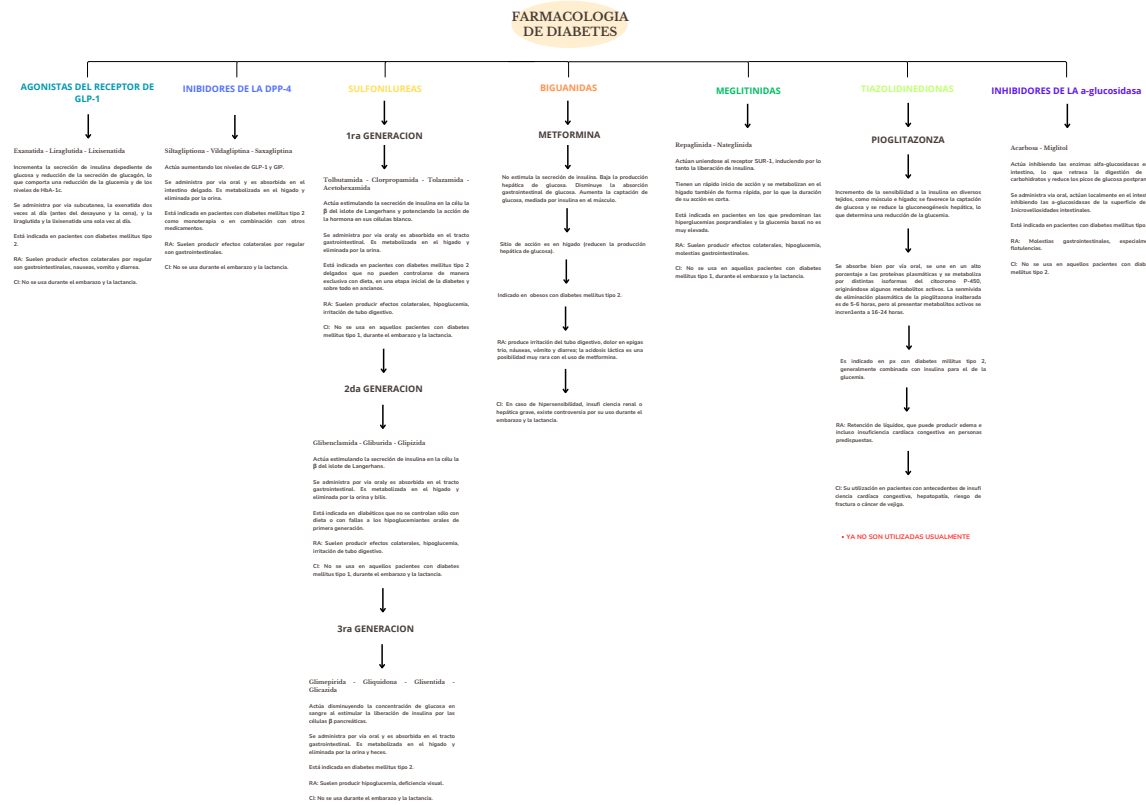 FARMACOLOGIA
DE DIABETES
AGONISTAS DEL RECEPTOR DE
GLP-1
Exanatida - Liraglutida - Lixisenatida
Incrementa la secreción de insulina depediente de
glucosa y reducción de la secreción de glucagón, lo
que comporta una reducción de la glucemia y de los
niveles de HbA-1c.
Se administra por vía subcutanea, la exenatida dos
veces al día (antes del desayuno y la cena), y la
liraglutida y la lixisenatida una sola vez al día.
Está indicada en pacientes con diabetes mellitus tipo
2.
RA: Suelen producir efectos colaterales por regular
son gastrointestinales, nauseas, vomito y diarrea.
CI: No se usa durante el embarazo y la lactancia.
INIBIDORES DE LA DPP-4
Siltagliptina - Vildagliptina - Saxagliptina
Actúa aumentando los niveles de GLP-1 y GIP.
Se administra por via oral y es absorbida en el
intestino delgado. Es metabolizada en el hígado y
eliminada por la orina.
Está indicada en pacientes con diabetes mellitus tipo 2
como monoterapia o en combinación con otros
medicamentos.
RA: Suelen producir efectos colaterales por regular
son gastrointestinales.
CI: No se usa durante el embarazo y la lactancia.
SULFONILUREAS
1ra GENERACION
Tolbutamida - Clorpropamida - Tolazamida -
Acetohexamida
Actúa estimulando la secreción de insulina en la célu la
β del islote de Langerhans y potenciando la acción de
la hormona en sus células blanco.
Se administra por via oral y es absorbida en el tracto
gastrointestinal. Es metabolizada en el hígado y
eliminada por la orina.
Está indicada en pacientes con diabetes mellitus tipo 2
delgados que no pueden controlarse de manera
exclusiva con dieta, en una etapa inicial de la diabetes y
sobre todo en ancianos.
RA: Suelen producir efectos colaterales, hipoglucemia,
irritación de tubo digestivo.
CI: No se usa en aquellos pacientes con diabetes
mellitus tipo 1, durante el embarazo y la lactancia.
2da GENERACION
Glibenclamida - Gliburida - Glipizida
Actúa estimulando la secreción de insulina en la célu la
β del islote de Langerhans.
Se administra por via oraly es absorbida en el tracto
gastrointestinal. Es metabolizada en el hígado y
eliminada por la orina y bilis.
Está indicada en diabéticos que no se controlan sólo con
dieta o con fallas a los hipoglucemiantes orales de
primera generación.
RA: Suelen producir efectos colaterales, hipoglucemia,
irritación de tubo digestivo.
CI: No se usa en aquellos pacientes con diabetes
mellitus tipo 1, durante el embarazo y la lactancia.
3ra GENERACION
Glimepirida - Gliquidona - Glisentida -
Glicazida
Actúa disminuyendo la concentración de glucosa en
sangre al estimular la liberación de insulina por las
células β pancreáticas.
Se administra por via oral y es absorbida en el tracto
gastrointestinal. Es metabolizada en el hígado y
eliminada por la orina y heces.
Está indicada en diabetes mellitus tipo 2.
RA: Suelen producir hipoglucemia, deficiencia visual.
CI: No se usa durante el embarazo y la lactancia.
BIGUANIDAS
METFORMINA
No estimula la secreción de insulina. Baja la producción
hepática de glucosa. Disminuye la absorción
gastrointestinal de glucosa. Aumenta la captación de
glucosa, mediada por insulina en el músculo.
Sitio de acción es en hígado (reducen la producción
hepática de glucosa).
Indicado en obesos con diabetes mellitus tipo 2.
RA: produce irritación del tubo digestivo, dolor en epigas
trio, náuseas, vómito y diarrea; la acidosis láctica es una
posibilidad muy rara con el uso de metformina.
CI: En caso de hipersensibilidad, insufi ciencia renal o
hepática grave, existe controversia por su uso durante el
embarazo y la lactancia.
MEGLITINIDAS
Repaglinida - Nateglinida
Actúan uniendose al receptor SUR-1, induciendo por lo
tanto la liberación de insulina.
Tienen un rápido inicio de acción y se metabolizan en el
hígado también de forma rápida, por lo que la duración
de su acción es corta.
Está indicada en pacientes en los que predominan las
hiperglucemias posprandiales y la glucemia basal no es
muy elevada.
RA: Suelen producir efectos colaterales, hipoglucemia,
molestias gastrointestinales.
CI: No se usa en aquellos pacientes con diabetes
mellitus tipo 1, durante el embarazo y la lactancia.
TIAZOLIDINEDIONAS
PIOGLITAZONZA
Incremento de la sensibilidad a la insulina en diversos
tejidos, como músculo e hígado; se favorece la captación
de glucosa y se reduce la gluconeogénesis hepática, lo
que determina una reducción de la glucemia.
Se absorbe bien por via oral, se une en un alto
porcentaje a las proteínas plasmáticas y se metaboliza
por distintas isoformas del citocromo P-450,
originándose algunos metabolitos activos. La semivida
de eliminación plasmática de la pioglitazona inalterada
es de 5-6 horas, pero al presentar metabolitos activos se
incren1enta a 16-24 horas.
Es indicado en px con diabetes millitus tipo 2,
generalmente combinada con insulina para el de la
glucemia.
RA: Retención de líquidos, que puede producir edema e
incluso insuficiencia cardíaca congestiva en personas
predispuestas.
CI: Su utilización en pacientes con antecedentes de insufi
ciencia cardíaca congestiva, hepatopatía, riesgo de
fractura o cáncer de vejiga.
• YA NO SON UTILIZADAS USUALMENTE
INHIBIDORES DE LA a-glucosidasa
Acarbosa - Miglitol
Actúa inhibiendo las enzimas alfa-glucosidasas e
intestino, lo que retrasa la digestión de
carbohidratos y reduce los picos de glucosa postpran
Se administra via oral, actúan localmente en el intest
inhibiendo las a-glucosidasas de la superficie de
1nicrovellosidades intestinales.
Está indicada en pacientes con diabetes mellitus tipo
RA: Molestias gastrointestinales, especialme
flatulencias.
CI: No se usa en aquellos pacientes con diab
mellitus tipo 2.